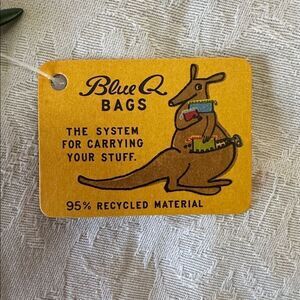 Blue Q
BAGS
THE SYSTEM
FOR CARRYING
YOUR STUFF.
95% RECYCLED MATERIAL